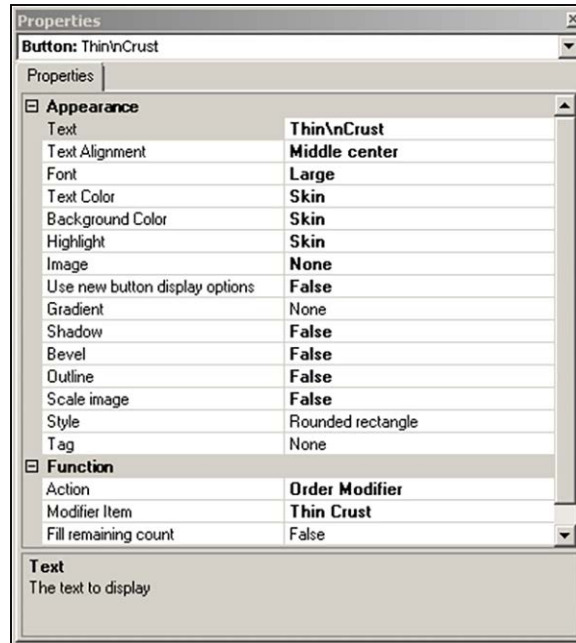 Properties
Button: Thin\nCrust
Properties
Appearance
Text Thin\nCrust
Text Alignment Middle center
Font Large
Text Color Skin
Background Color Skin
Highlight Skin
Image None
Use new button display options False
Gradient None
Shadow False
Bevel False
Outline False
Scale image False
Style Rounded rectangle
Tag None
Function
Action Order Modifier
Modifier Item Thin Crust
Fill remaining count False
Text
The text to display